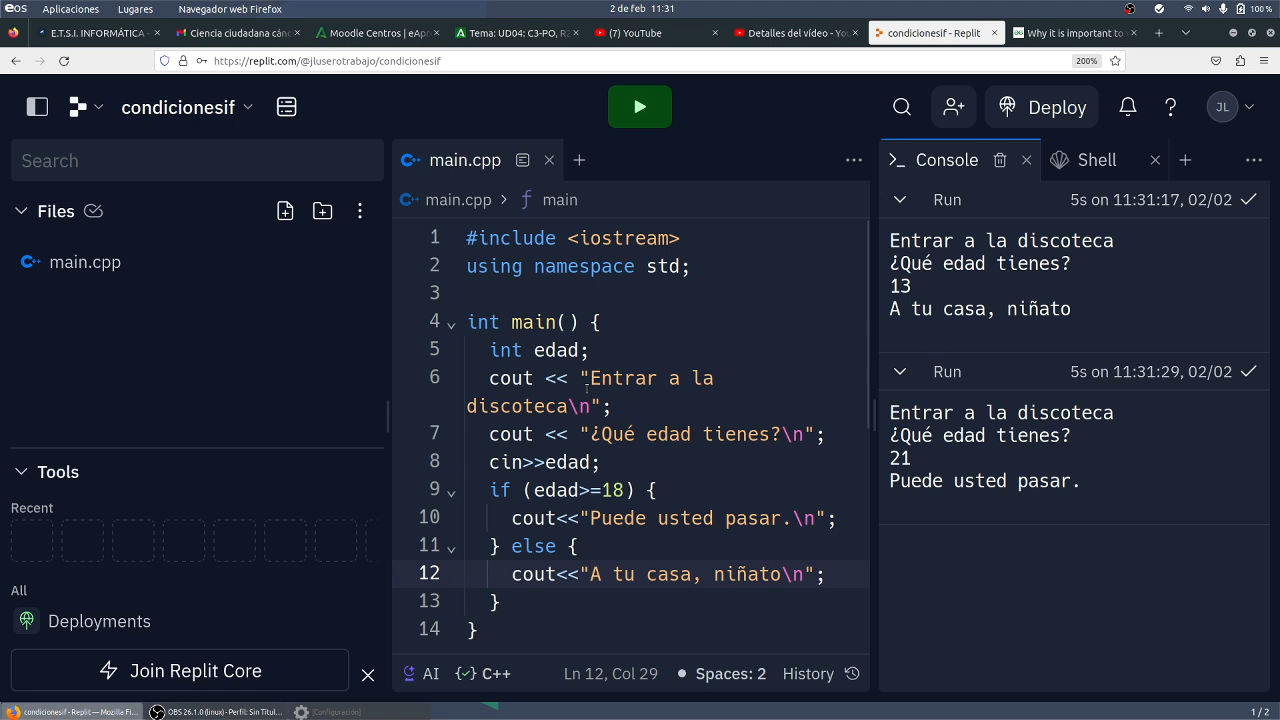 eos Aplicaciones Lugares Navegador web Firefox 2 de feb 11:31 100 %
E.T.S.I. INFORMÁTICA - Ciencia ciudadana cánc Moodle Centros | eApr Tema: UD04: C3-PO, R2 (7) YouTube Detalles del vídeo - You condicionesif - Replit Why it is important to s
https://replit.com/@jluserotrabajo/condicionesif 200%
condicionesif Deploy JL
Search
Files
main.cpp
Tools
Recent
All
Deployments
Join Replit Core
main.cpp
main.cpp > main
1 #include <iostream>
2 using namespace std;
3
4 int main() {
5 int edad;
6 cout << "Entrar a la
discoteca\n";
7 cout << "¿Qué edad tienes?\n";
8 cin>>edad;
9 if (edad>=18) {
10 cout<<"Puede usted pasar.\n";
11 } else {
12 cout<<"A tu casa, niñato\n";
13 }
14 }
AI C++ Ln 12, Col 29 Spaces: 2 History
Console Shell
Run 5s on 11:31:17, 02/02
Entrar a la discoteca
¿Qué edad tienes?
13
A tu casa, niñato
Run 5s on 11:31:29, 02/02
Entrar a la discoteca
¿Qué edad tienes?
21
Puede usted pasar.
condicionesif - Replit — Mozilla Fi... OBS 26.1.0 (linux) - Perfil: Sin Titul... [Configuración] 1 / 2